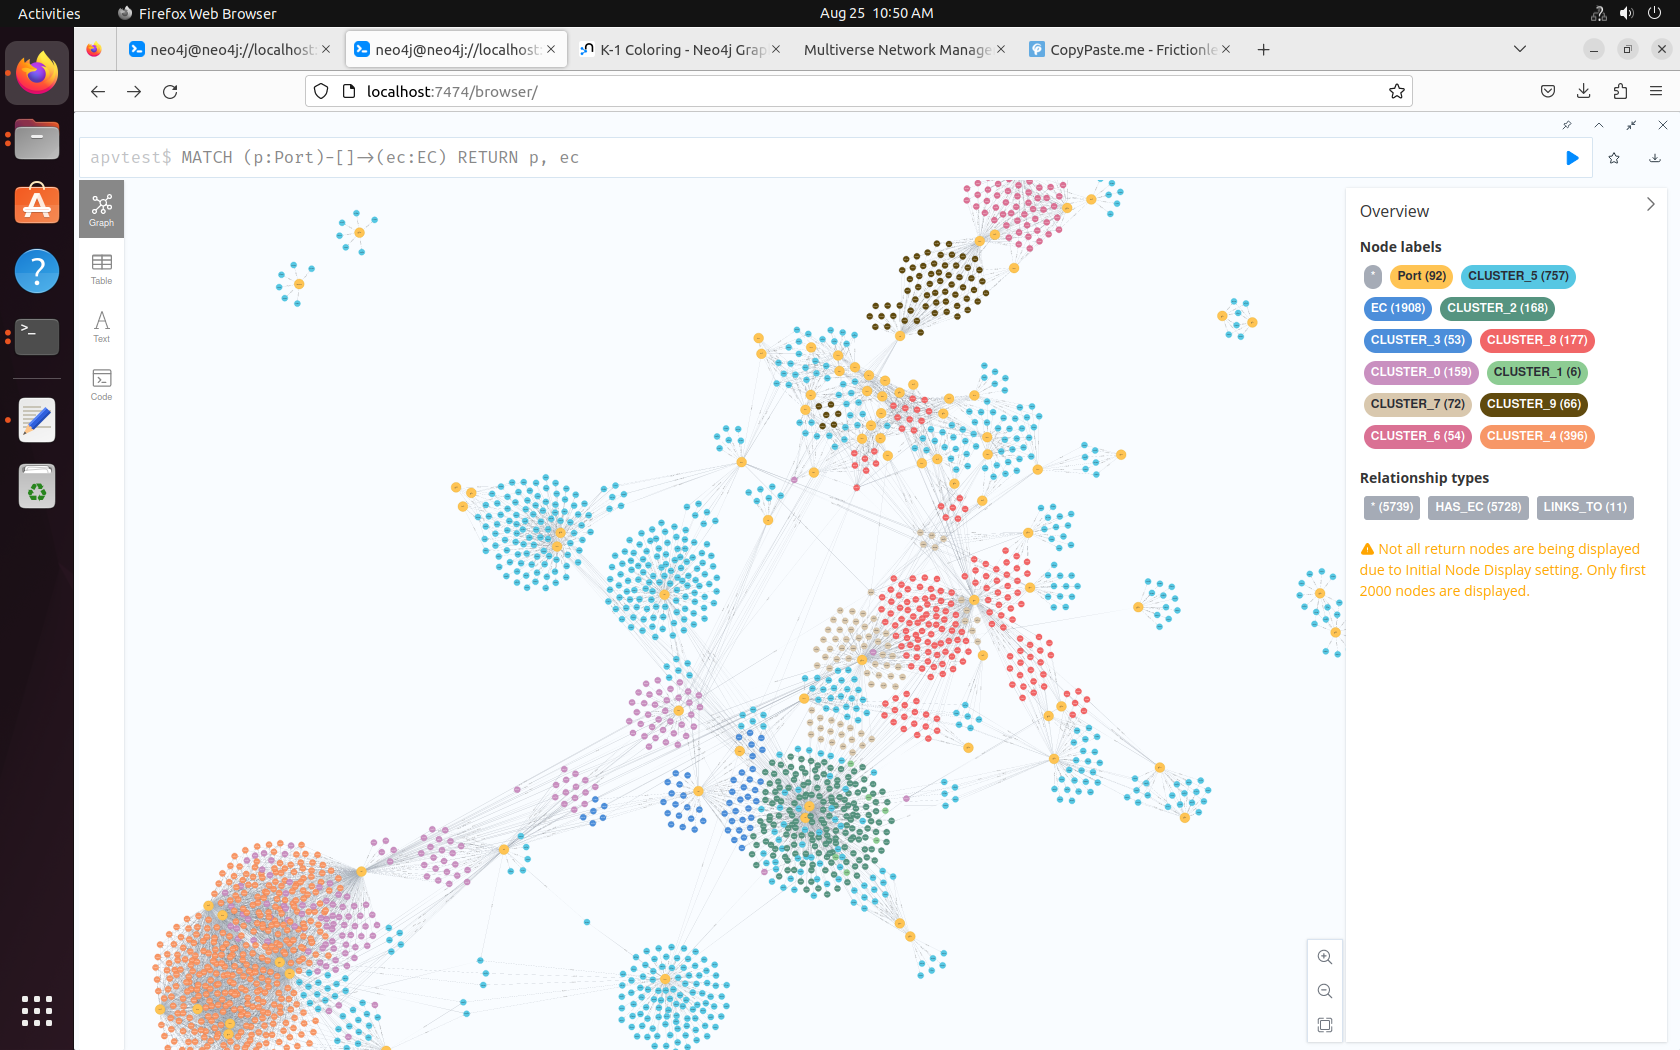 Activities
Firefox Web Browser
Aug 25 10:50 AM
neo4j@neo4j://localhost:
neo4j@neo4j://localhost:
K-1 Coloring - Neo4j Grap
Multiverse Network Manage
CopyPaste.me - Frictionle
localhost:7474/browser/
apvtest$ MATCH (p:Port)-[]->(ec:EC) RETURN p, ec
Graph
Table
Text
Code
Overview
Node labels
* Port (92) CLUSTER_5 (757)
EC (1908) CLUSTER_2 (168)
CLUSTER_3 (53) CLUSTER_8 (177)
CLUSTER_0 (159) CLUSTER_1 (6)
CLUSTER_7 (72) CLUSTER_9 (66)
CLUSTER_6 (54) CLUSTER_4 (396)
Relationship types
* (5739) HAS_EC (5728) LINKS_TO (11)
Not all return nodes are being displayed
due to Initial Node Display setting. Only first
2000 nodes are displayed.